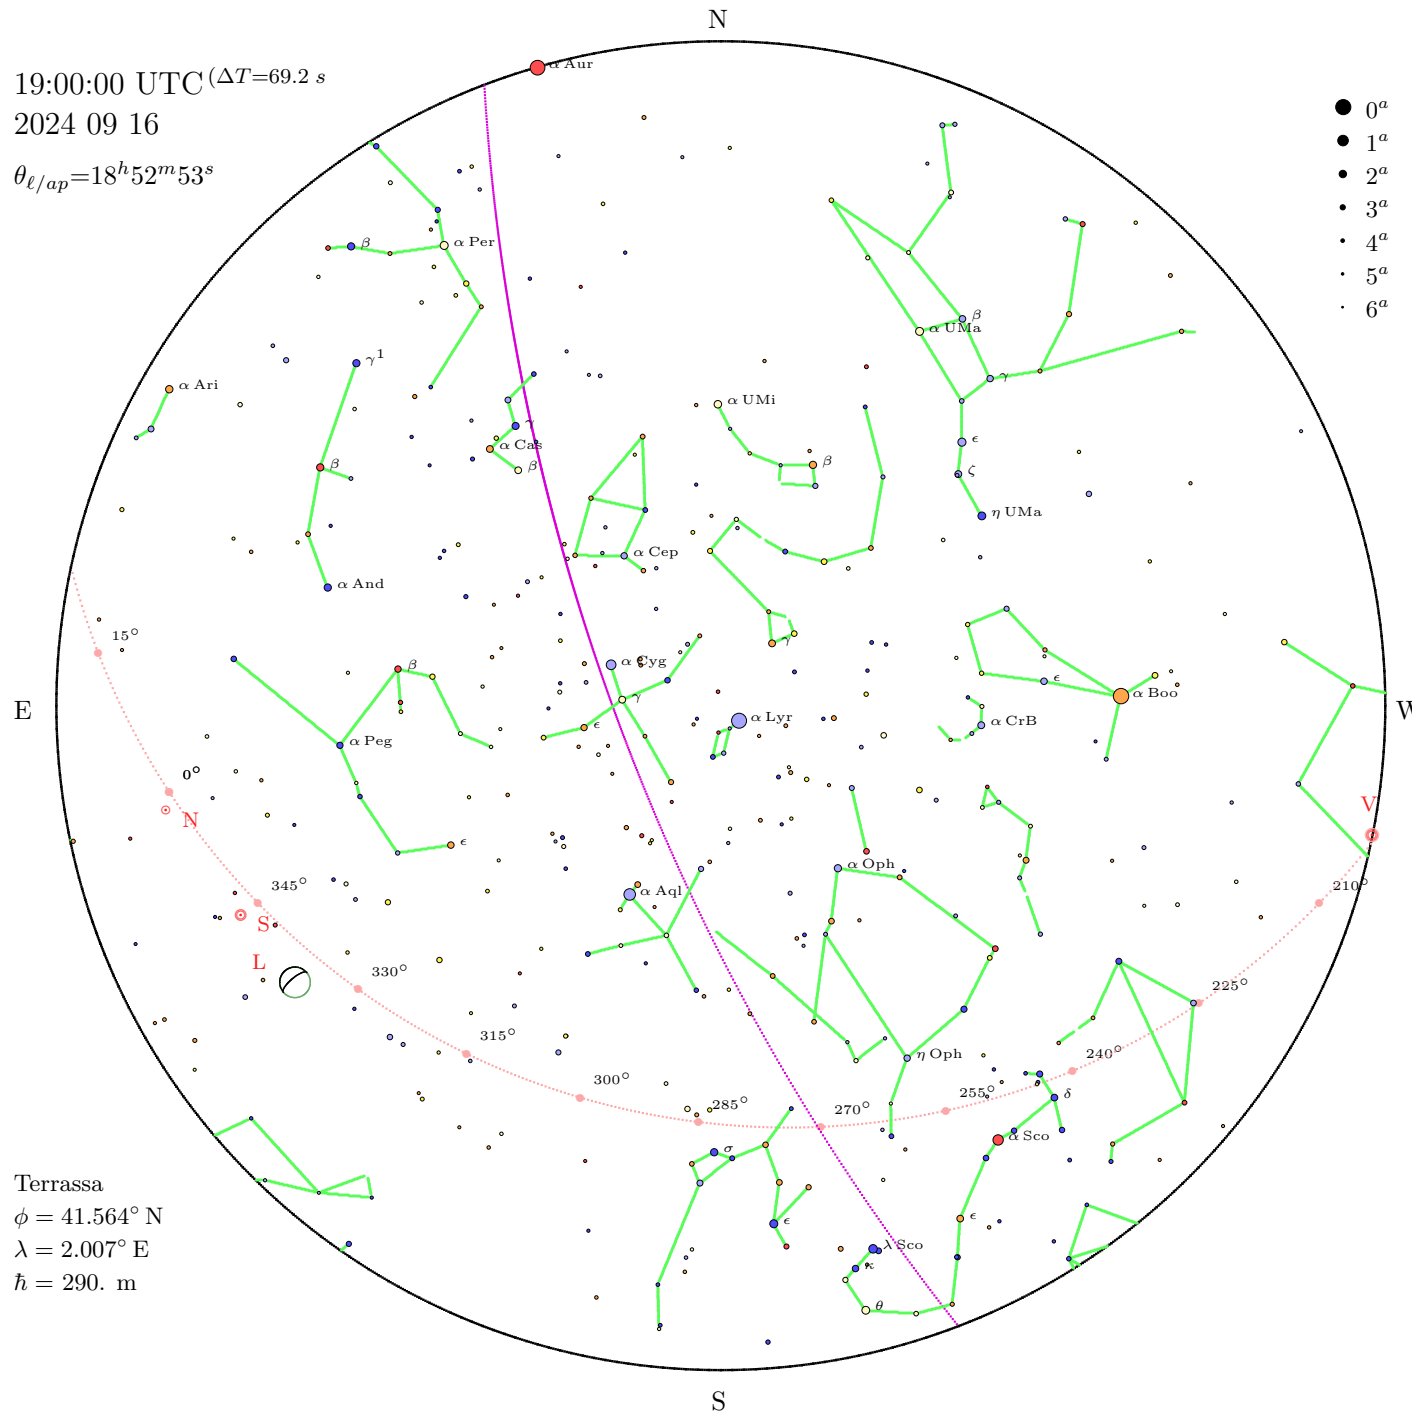 N
19:00:00 UTC (ΔT=69.2 s
2024 09 16
θℓ/ap=18ʰ52ᵐ53ˢ
0ᵃ
1ᵃ
2ᵃ
3ᵃ
4ᵃ
5ᵃ
6ᵃ
α Aur
β
α Per
β
α UMa
γ1
γ
α Ari
α UMi
γ
α Cas
β
β
β
ϵ
ζ
η UMa
α Cep
α And
15°
γ
β
α Cyg
ϵ
γ
α Boo
E
W
α Lyr
α CrB
ϵ
α Peg
0°
N
V
ϵ
α Oph
345°
α Aql
210°
S
L
330°
225°
315°
η Oph
240°
300°
285°
270°
255°
δ
α Sco
σ
ϵ
ϵ
λ Sco
κ
θ
Terrassa
ϕ = 41.564° N
λ = 2.007° E
ħ = 290. m
S